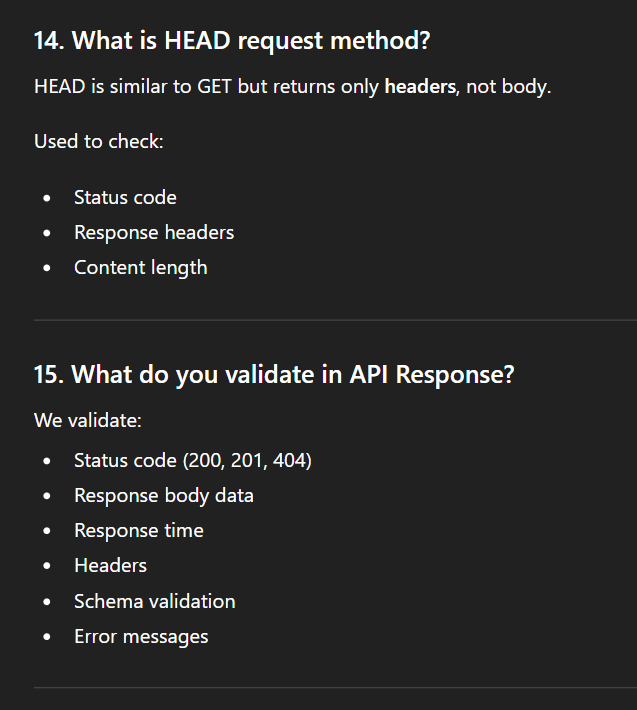 14. What is HEAD request method?
HEAD is similar to GET but returns only headers, not body.
Used to check:
• Status code
• Response headers
• Content length
15. What do you validate in API Response?
We validate:
• Status code (200, 201, 404)
• Response body data
• Response time
• Headers
• Schema validation
• Error messages